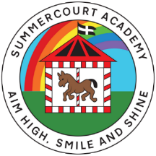 SUMMERCOURT ACADEMY
AIM HIGH, SMILE AND SHINE